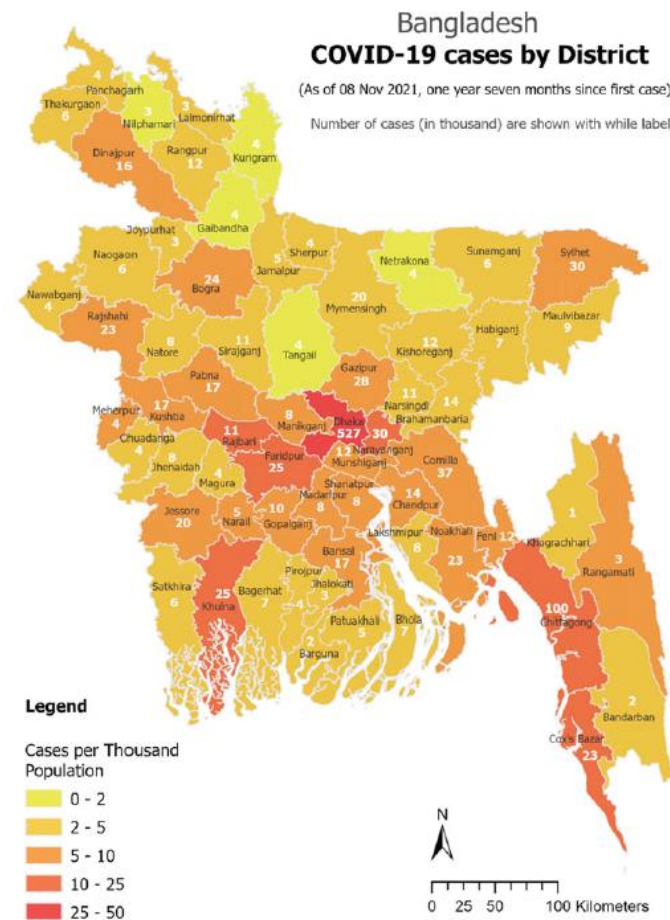 Bangladesh
COVID-19 cases by District
(As of 08 Nov 2021, one year seven months since first case)
Number of cases (in thousand) are shown with while label
4
Panchagarh
Thakurgaon
6
3
Nilphamari
3
Lalmonirhat
Rangpur
12
4
Kurigram
Dinajpur
16
4
Gaibandha
Joypurhat
3
Naogaon
6
24
Bogra
5
Jamalpur
4
Sherpur
20
Mymensingh
Netrakona
4
Sunamganj
6
Sylhet
30
Nawabganj
4
Rajshahi
23
8
Natore
11
Sirajganj
4
Tangail
12
Kishoreganj
Habiganj
7
Maulvibazar
9
Pabna
17
Gazipur
28
11
Narsingdi
14
Brahamanbaria
Meherpur
4
17
Kushtia
11
Rajbari
8
Manikganj
Dhaka
527
30
Narayanganj
Chuadanga
4
8
Jhenaidah
4
Magura
Faridpur
25
12
Munshiganj
Comilla
37
Shariatpur
8
Madaripur
8
14
Chandpur
Jessore
20
5
Narail
10
Gopalganj
Lakshmipur
8
Noakhali
23
Feni
12
1
Khagrachhari
3
Rangamati
Barisal
17
Satkhira
6
25
Khulna
Bagerhat
7
Pirojpur
4
Jhalokati
3
Patuakhali
5
Bhola
7
2
Barguna
100
Chittagong
2
Bandarban
Cox's Bazar
23
Legend
Cases per Thousand
Population
0 - 2
2 - 5
5 - 10
10 - 25
25 - 50
N
0 25 50 100 Kilometers